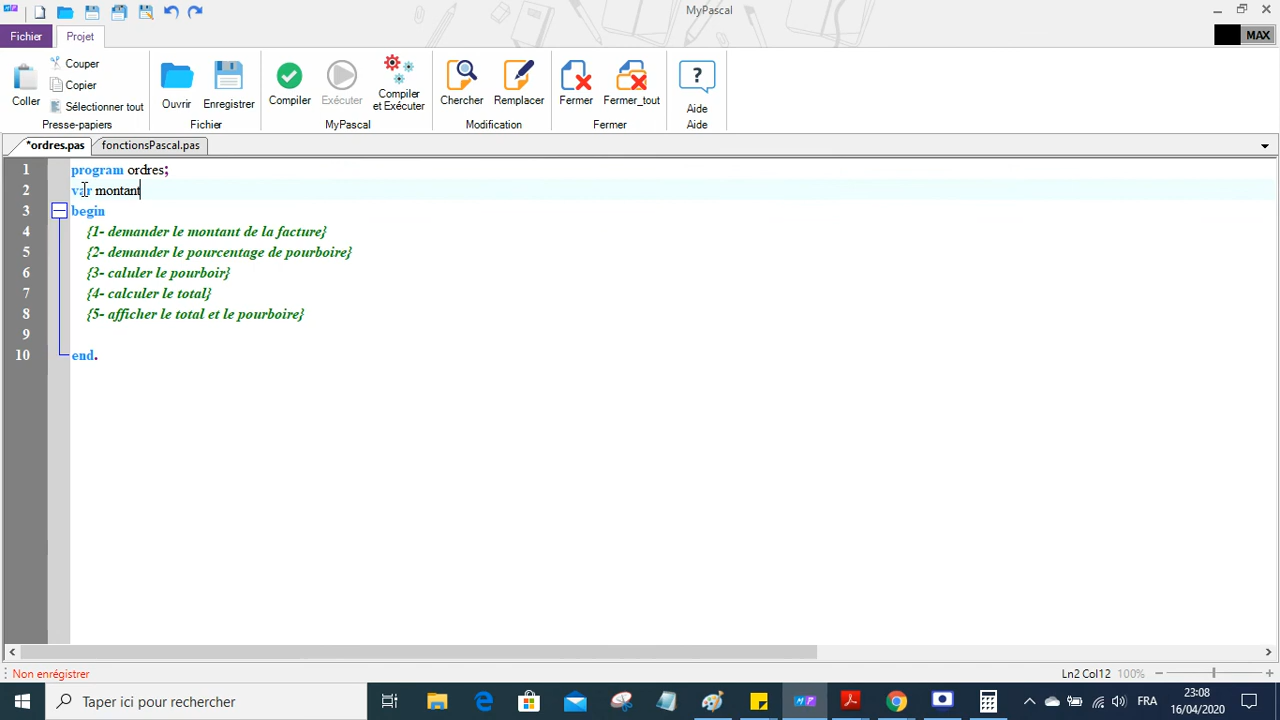 MyPascal
Fichier
Projet
MAX
Coller
Couper
Copier
Sélectionner tout
Presse-papiers
Ouvrir
Enregistrer
Fichier
Compiler
Exécuter
Compiler
et Exécuter
MyPascal
Chercher
Remplacer
Modification
Fermer
Fermer_tout
Fermer
Aide
Aide
*ordres.pas
fonctionsPascal.pas
1 program ordres;
2 var montant
3 begin
4 {1- demander le montant de la facture}
5 {2- demander le pourcentage de pourboire}
6 {3- caluler le pourboir}
7 {4- calculer le total}
8 {5- afficher le total et le pourboire}
9
10 end.
Non enrégistrer
Ln2 Col12 100%
Taper ici pour rechercher
FRA
23:08
16/04/2020